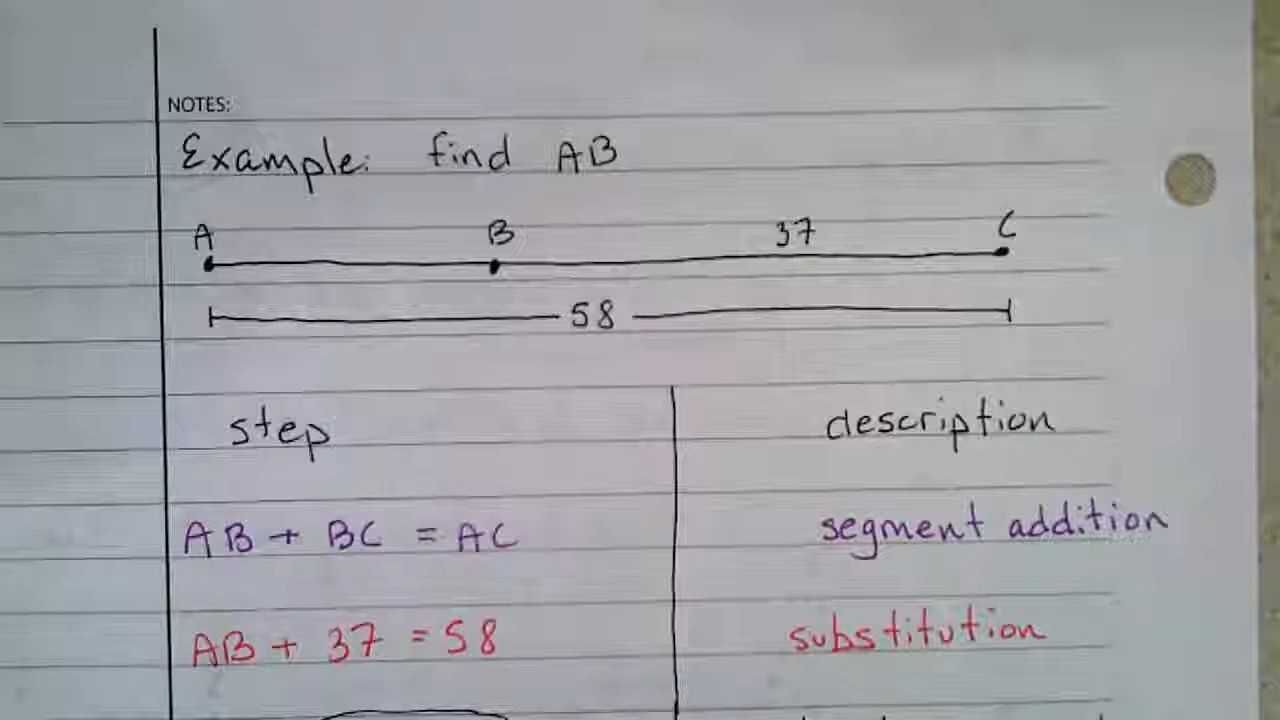 NOTES:
Example: find AB
A B 37 C
58
step description
AB + BC = AC segment addition
AB + 37 = 58 substitution